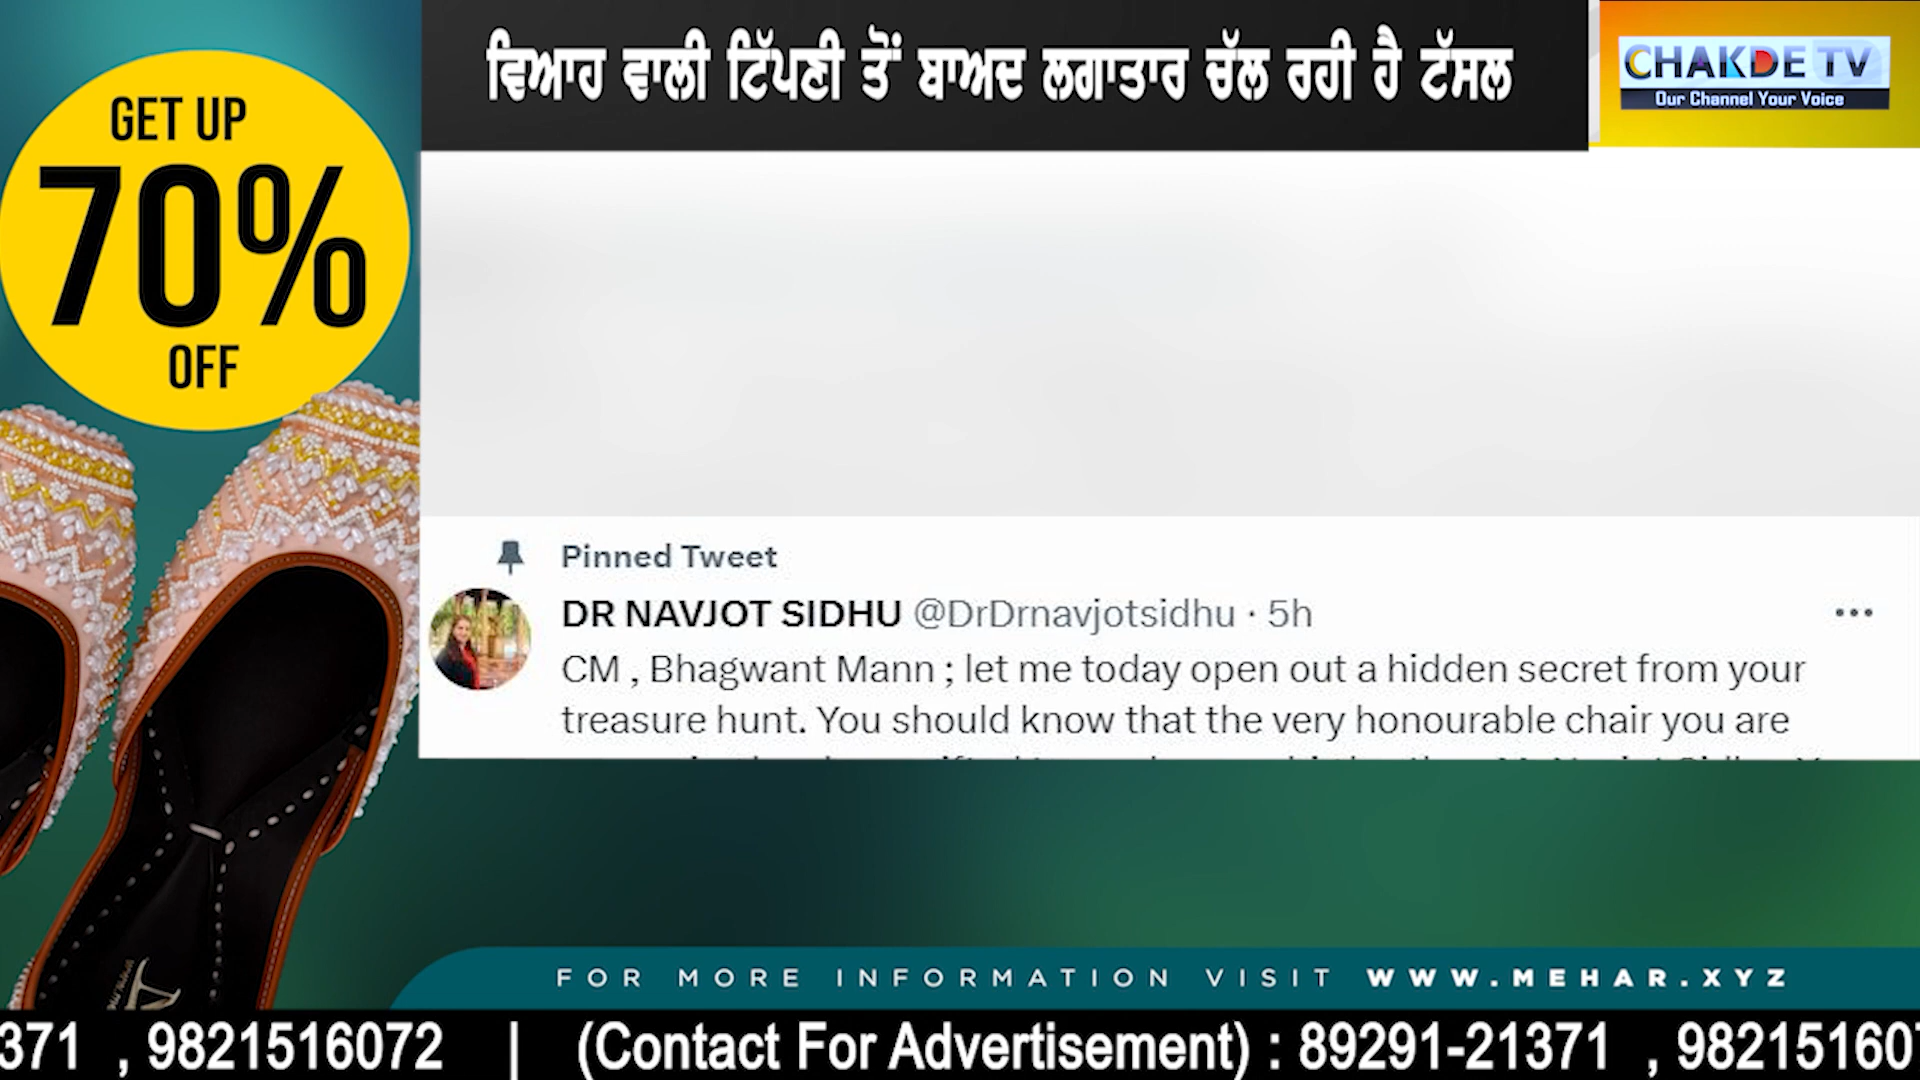 ਵਿਆਹ ਵਾਲੀ ਟਿੱਪਣੀ ਤੋਂ ਬਾਅਦ ਲਗਾਤਾਰ ਚੱਲ ਰਹੀ ਹੈ ਟੱਸਲ
CHAKDE TV
Our Channel Your Voice
GET UP
70%
OFF
Pinned Tweet
DR NAVJOT SIDHU @DrDrnavjotsidhu · 5h
CM , Bhagwant Mann ; let me today open out a hidden secret from your
treasure hunt. You should know that the very honourable chair you are
FOR MORE INFORMATION VISIT WWW.MEHAR.XYZ
371 , 9821516072 | (Contact For Advertisement) : 89291-21371 , 98215160